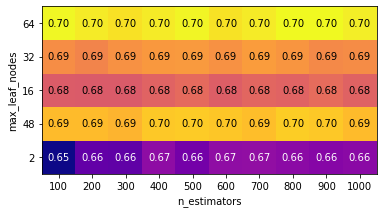 max_leaf_nodes
64 0.70 0.70 0.70 0.70 0.70 0.70 0.70 0.70 0.70 0.70
32 0.69 0.69 0.69 0.69 0.69 0.69 0.69 0.69 0.69 0.69
16 0.68 0.68 0.68 0.68 0.68 0.68 0.68 0.68 0.68 0.68
48 0.69 0.69 0.69 0.70 0.70 0.70 0.69 0.70 0.70 0.69
2 0.65 0.66 0.66 0.67 0.66 0.67 0.67 0.66 0.66 0.66
100 200 300 400 500 600 700 800 900 1000
n_estimators